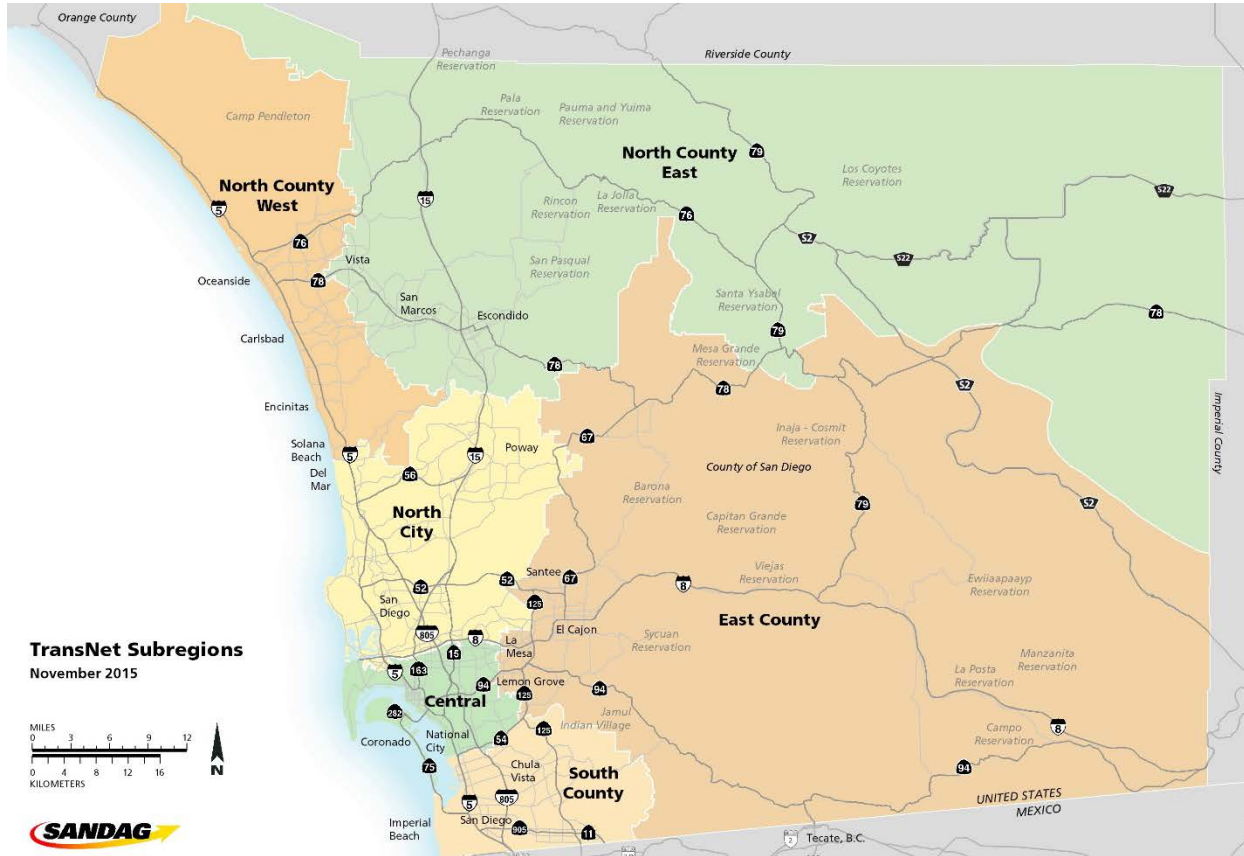 Orange County
Riverside County
Pechanga
Reservation
Camp Pendleton
Pala
Reservation
Pauma and Yuima
Reservation
79
North County
East
Los Coyotes
Reservation
S22
North County
West
5
15
La Jolla
Reservation
Rincon
Reservation
76
76
S2
S22
Vista
San Pasqual
Reservation
Oceanside
78
San
Marcos
Escondido
Santa Ysabel
Reservation
78
79
Carlsbad
Mesa Grande
Reservation
78
78
S2
Imperial County
Encinitas
Solana
Beach
Del
Mar
5
15
Poway
67
Inaja - Cosmit
Reservation
County of San Diego
56
Barona
Reservation
79
S2
North
City
Capitan Grande
Reservation
Viejas
Reservation
Ewiiaapaayp
Reservation
52
52
Santee
67
8
San
Diego
125
East County
805
8
La
Mesa
El Cajon
Sycuan
Reservation
15
Manzanita
Reservation
La Posta
Reservation
TransNet Subregions
November 2015
5
163
94
Lemon Grove
125
94
Central
282
Jamul
Indian Village
Campo
Reservation
8
MILES
0 3 6 9 12
0 4 8 12 16
KILOMETERS
N
Coronado
National
City
54
125
75
Chula
Vista
South
County
94
5
805
UNITED STATES
MEXICO
Imperial
Beach
San Diego
905
11
SANDAG
2
Tecate, B.C.